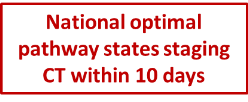 National optimal
pathway states staging
CT within 10 days